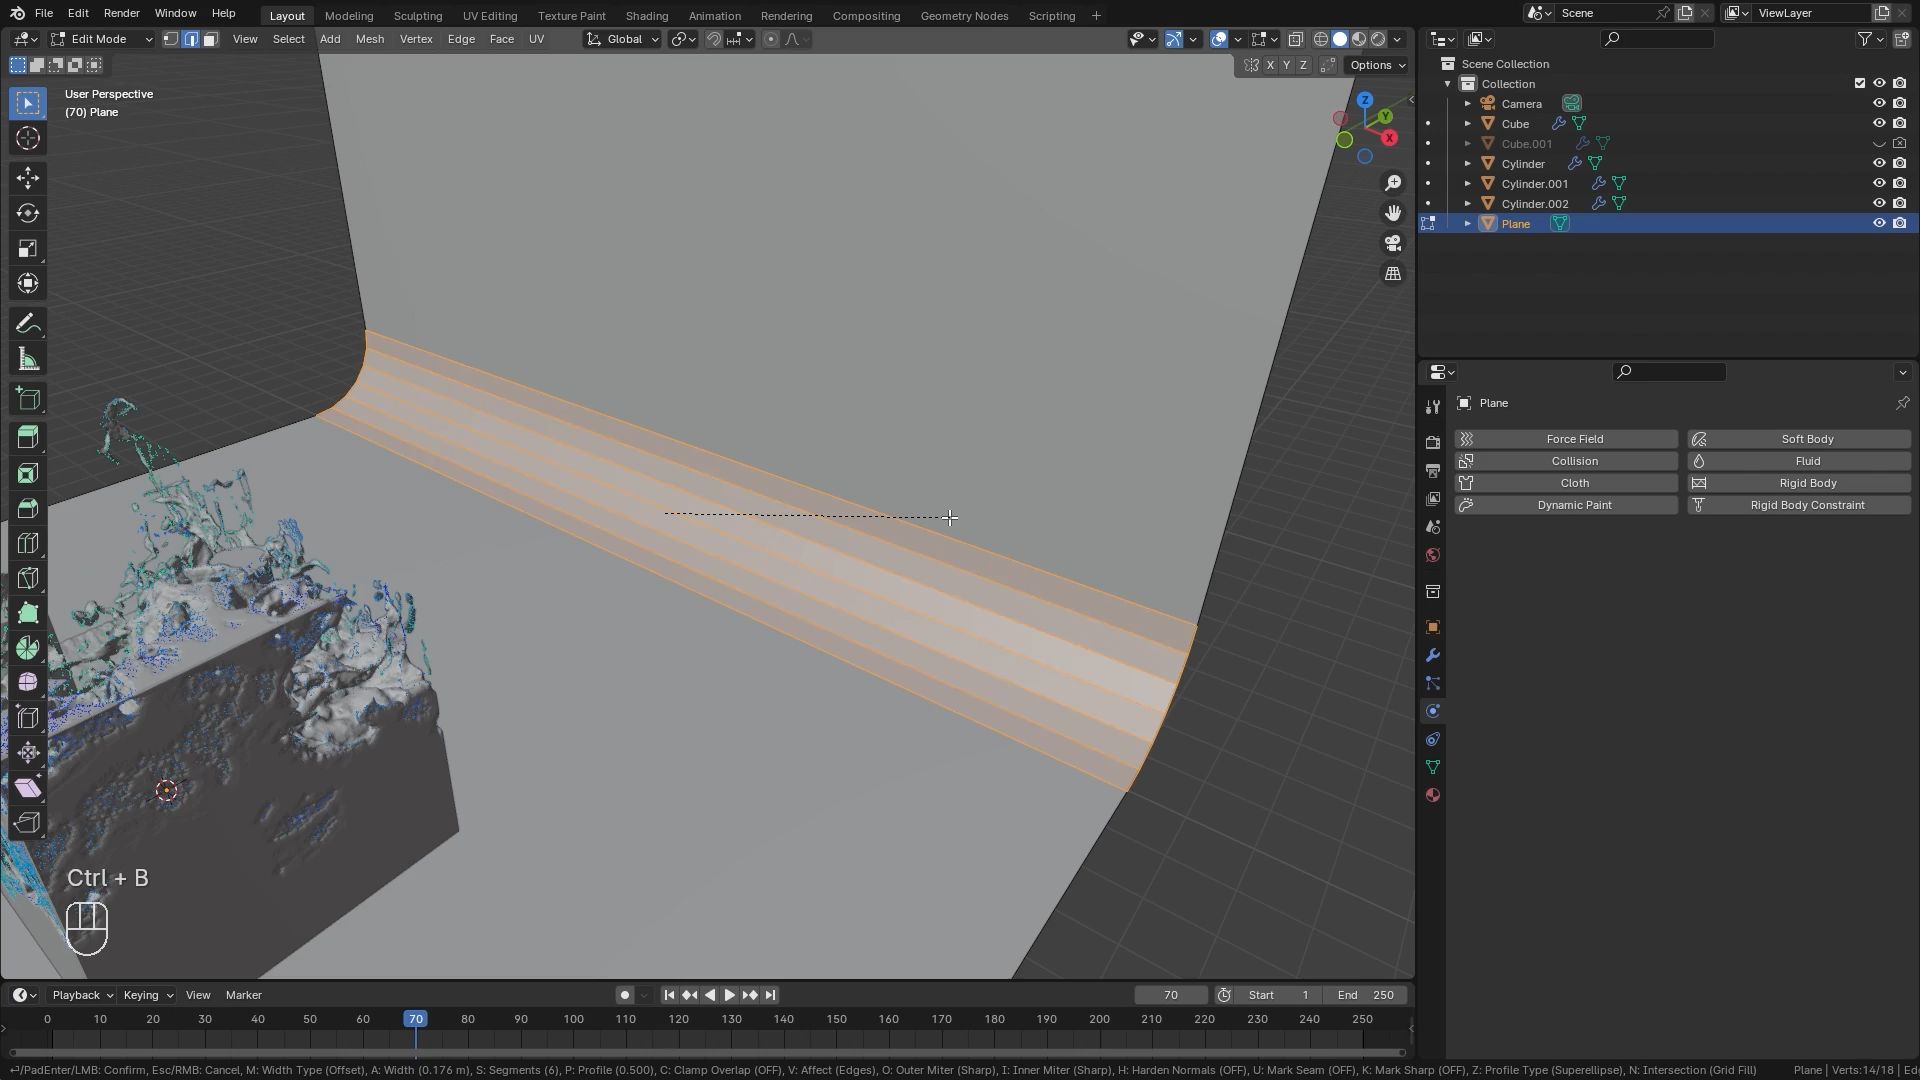 File Edit Render Window Help Layout Modeling Sculpting UV Editing Texture Paint Shading Animation Rendering Compositing Geometry Nodes Scripting + Scene ViewLayer
Edit Mode View Select Add Mesh Vertex Edge Face UV Global
X Y Z Options
User Perspective
(70) Plane
Z
Y
X
Scene Collection
Collection
Camera
Cube
Cube.001
Cylinder
Cylinder.001
Cylinder.002
Plane
Plane
Force Field Soft Body
Collision Fluid
Cloth Rigid Body
Dynamic Paint Rigid Body Constraint
Ctrl + B
Playback Keying View Marker 70 Start 1 End 250
0 10 20 30 40 50 60 70 80 90 100 110 120 130 140 150 160 170 180 190 200 210 220 230 240 250
/PadEnter/LMB: Confirm, Esc/RMB: Cancel, M: Width Type (Offset), A: Width (0.176 m), S: Segments (6), P: Profile (0.500), C: Clamp Overlap (OFF), V: Affect (Edges), O: Outer Miter (Sharp), I: Inner Miter (Sharp), H: Harden Normals (OFF), U: Mark Seam (OFF), K: Mark Sharp (OFF), Z: Profile Type (Superellipse), N: Intersection (Grid Fill) Plane | Verts:14/18 | Ed